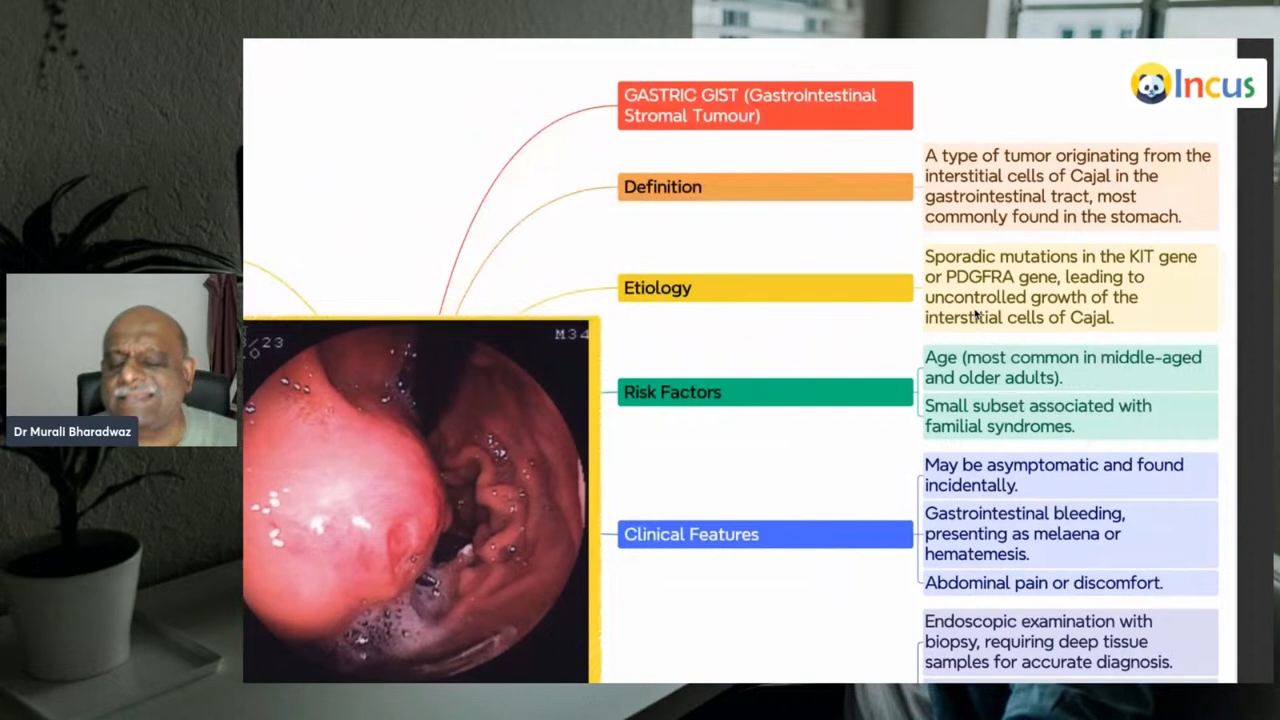 Incus
GASTRIC GIST (GastroIntestinal
Stromal Tumour)
Definition
A type of tumor originating from the
interstitial cells of Cajal in the
gastrointestinal tract, most
commonly found in the stomach.
Etiology
Sporadic mutations in the KIT gene
or PDGFRA gene, leading to
uncontrolled growth of the
interstitial cells of Cajal.
Risk Factors
Age (most common in middle-aged
and older adults).
Small subset associated with
familial syndromes.
Clinical Features
May be asymptomatic and found
incidentally.
Gastrointestinal bleeding,
presenting as melaena or
hematemesis.
Abdominal pain or discomfort.
Endoscopic examination with
biopsy, requiring deep tissue
samples for accurate diagnosis.
/23
M34
Dr Murali Bharadwaz